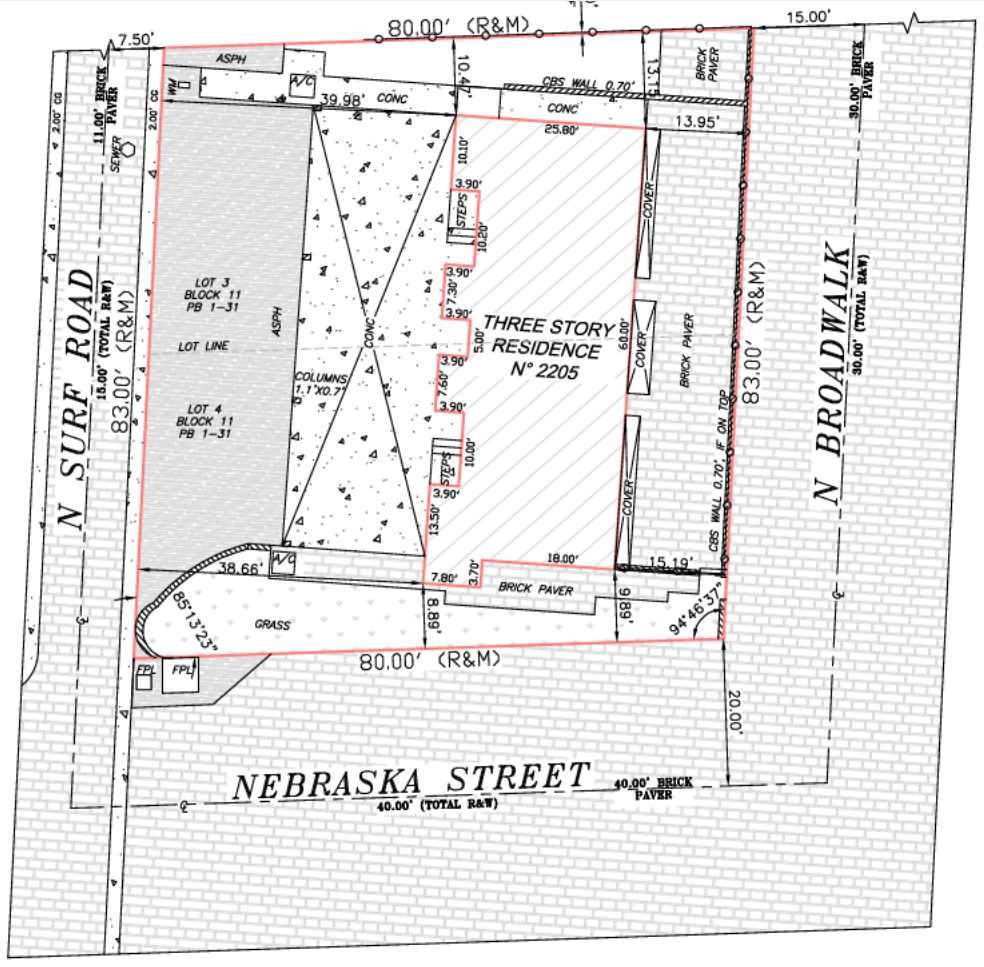 80.00' (R&M)
15.00'
7.50'
ASPH
A/C
WM
10.47'
CBS WALL 0.70'
13.15'
BRICK
PAVER
30.00' BRICK
PAVER
2.00' CG
11.00' BRICK
PAVER
2.00' CG
SEWER
39.98'
CONC
CONC
25.80'
13.95'
10.10'
3.90'
STEPS
10.20'
COVER
3.90'
7.30'
3.90'
LOT 3
BLOCK 11
PB 1-31
ASPH
CONC
5.00'
THREE STORY
RESIDENCE
N° 2205
60.00'
COVER
BRICK PAVER
83.00' (R&M)
N BROADWALK
30.00' (TOTAL R&W)
N SURF ROAD
15.00' (TOTAL R&W)
83.00' (R&M)
LOT LINE
3.90'
7.60'
3.90'
COLUMNS
1.1'X0.7'
LOT 4
BLOCK 11
PB 1-31
10.00'
STEPS
3.90'
13.50'
COVER
CBS WALL 0.70', IF ON TOP
A/C
38.66'
7.80'
3.70'
18.00'
15.19'
BRICK PAVER
85°13'23"
GRASS
8.89'
9.89'
94°46'37"
80.00' (R&M)
FPL
FPL
20.00'
NEBRASKA STREET
40.00' (TOTAL R&W)
40.00' BRICK
PAVER